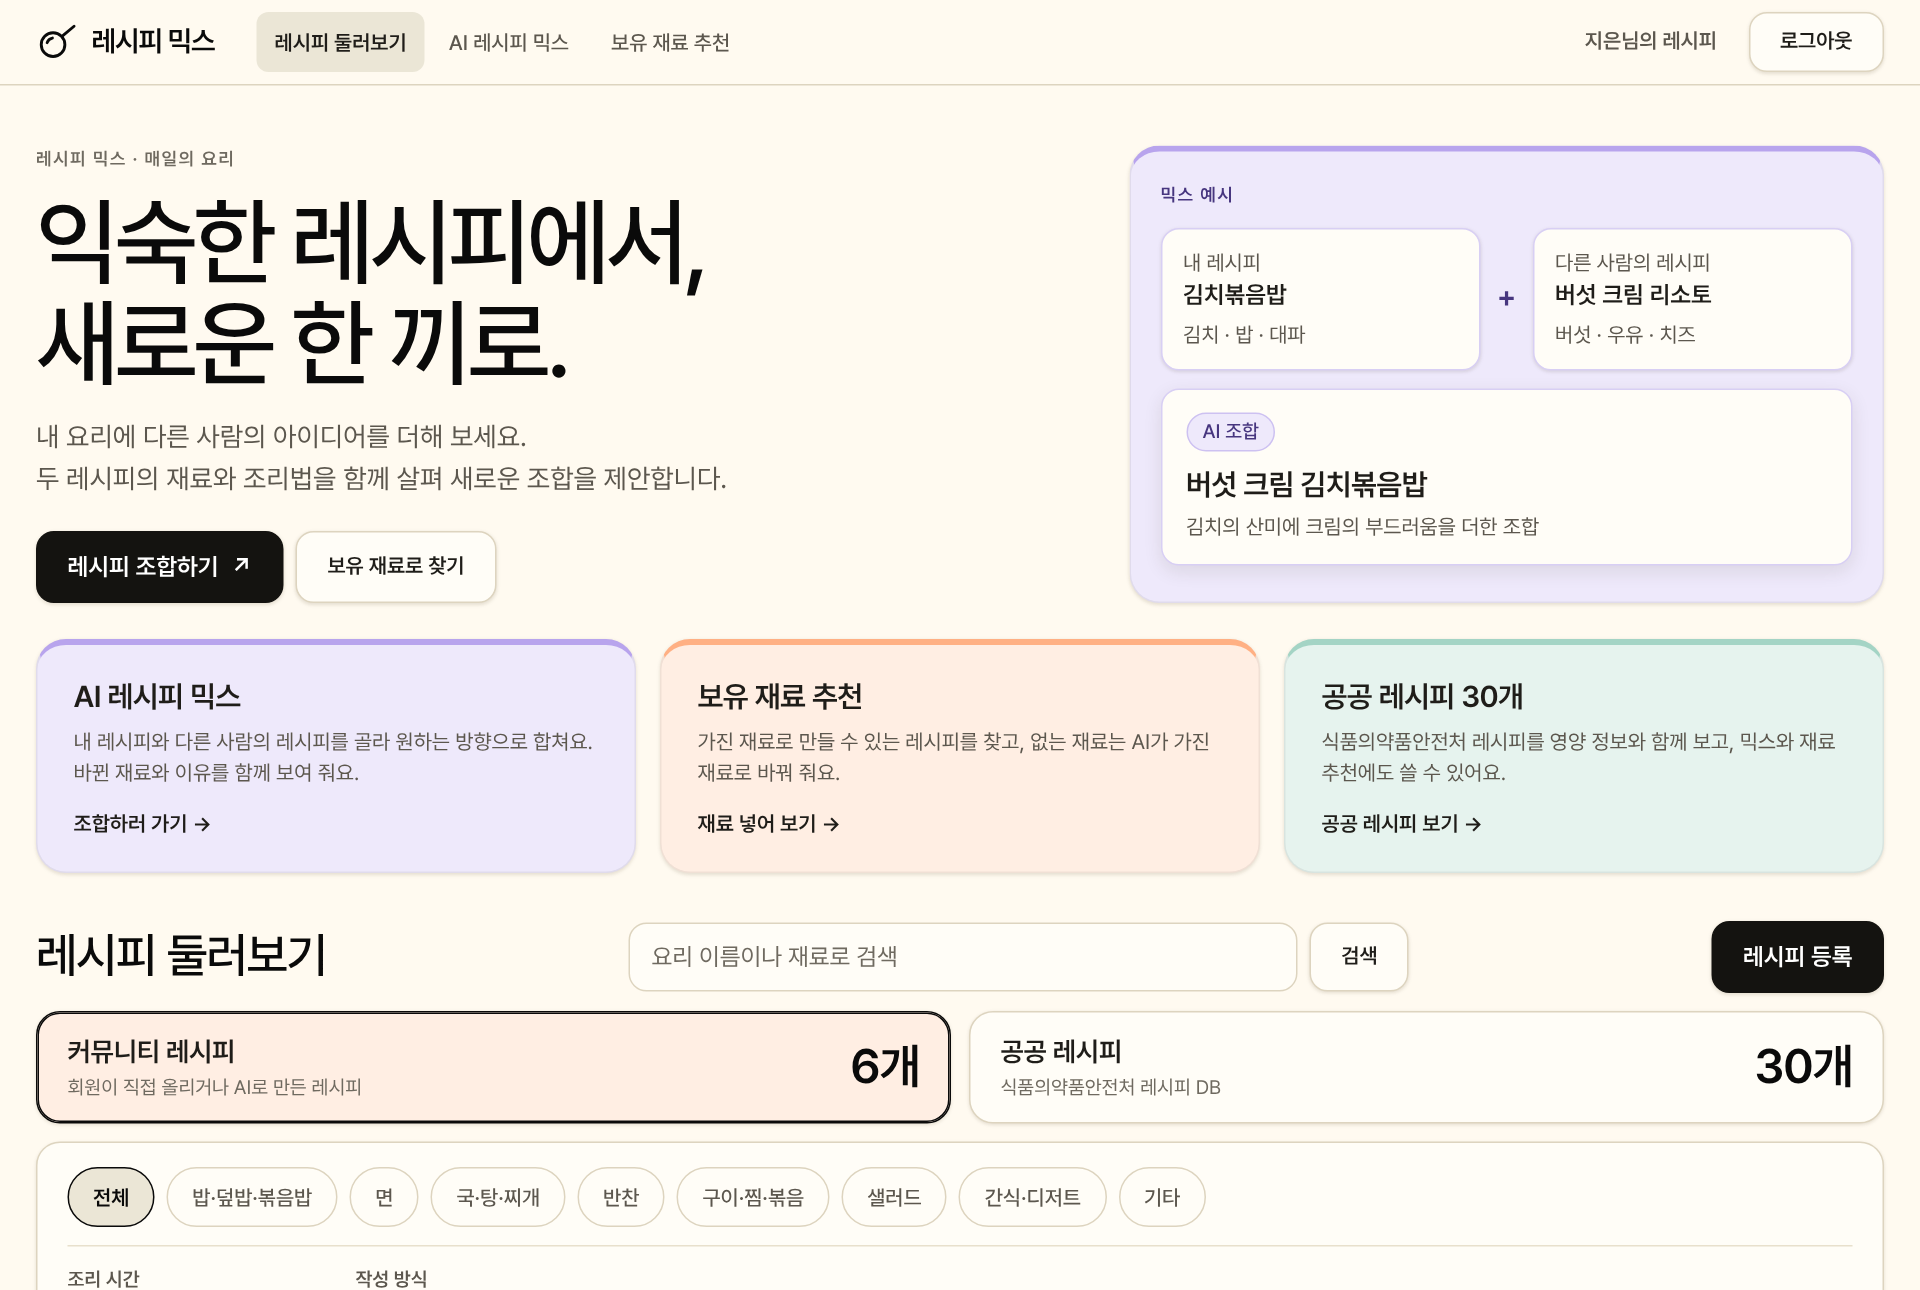 레시피 믹스
레시피 둘러보기
AI 레시피 믹스
보유 재료 추천
지은님의 레시피
로그아웃
레시피 믹스 · 매일의 요리
익숙한 레시피에서,
새로운 한 끼로.
내 요리에 다른 사람의 아이디어를 더해 보세요.
두 레시피의 재료와 조리법을 함께 살펴 새로운 조합을 제안합니다.
레시피 조합하기 ↗
보유 재료로 찾기
믹스 예시
내 레시피
김치볶음밥
김치 · 밥 · 대파
+
다른 사람의 레시피
버섯 크림 리소토
버섯 · 우유 · 치즈
AI 조합
버섯 크림 김치볶음밥
김치의 산미에 크림의 부드러움을 더한 조합
AI 레시피 믹스
내 레시피와 다른 사람의 레시피를 골라 원하는 방향으로 합쳐요.
바뀐 재료와 이유를 함께 보여 줘요.
조합하러 가기 →
보유 재료 추천
가진 재료로 만들 수 있는 레시피를 찾고, 없는 재료는 AI가 가진
재료로 바꿔 줘요.
재료 넣어 보기 →
공공 레시피 30개
식품의약품안전처 레시피를 영양 정보와 함께 보고, 믹스와 재료
추천에도 쓸 수 있어요.
공공 레시피 보기 →
레시피 둘러보기
요리 이름이나 재료로 검색
검색
레시피 등록
커뮤니티 레시피
회원이 직접 올리거나 AI로 만든 레시피
6개
공공 레시피
식품의약품안전처 레시피 DB
30개
전체
밥·덮밥·볶음밥
면
국·탕·찌개
반찬
구이·찜·볶음
샐러드
간식·디저트
기타
조리 시간
작성 방식